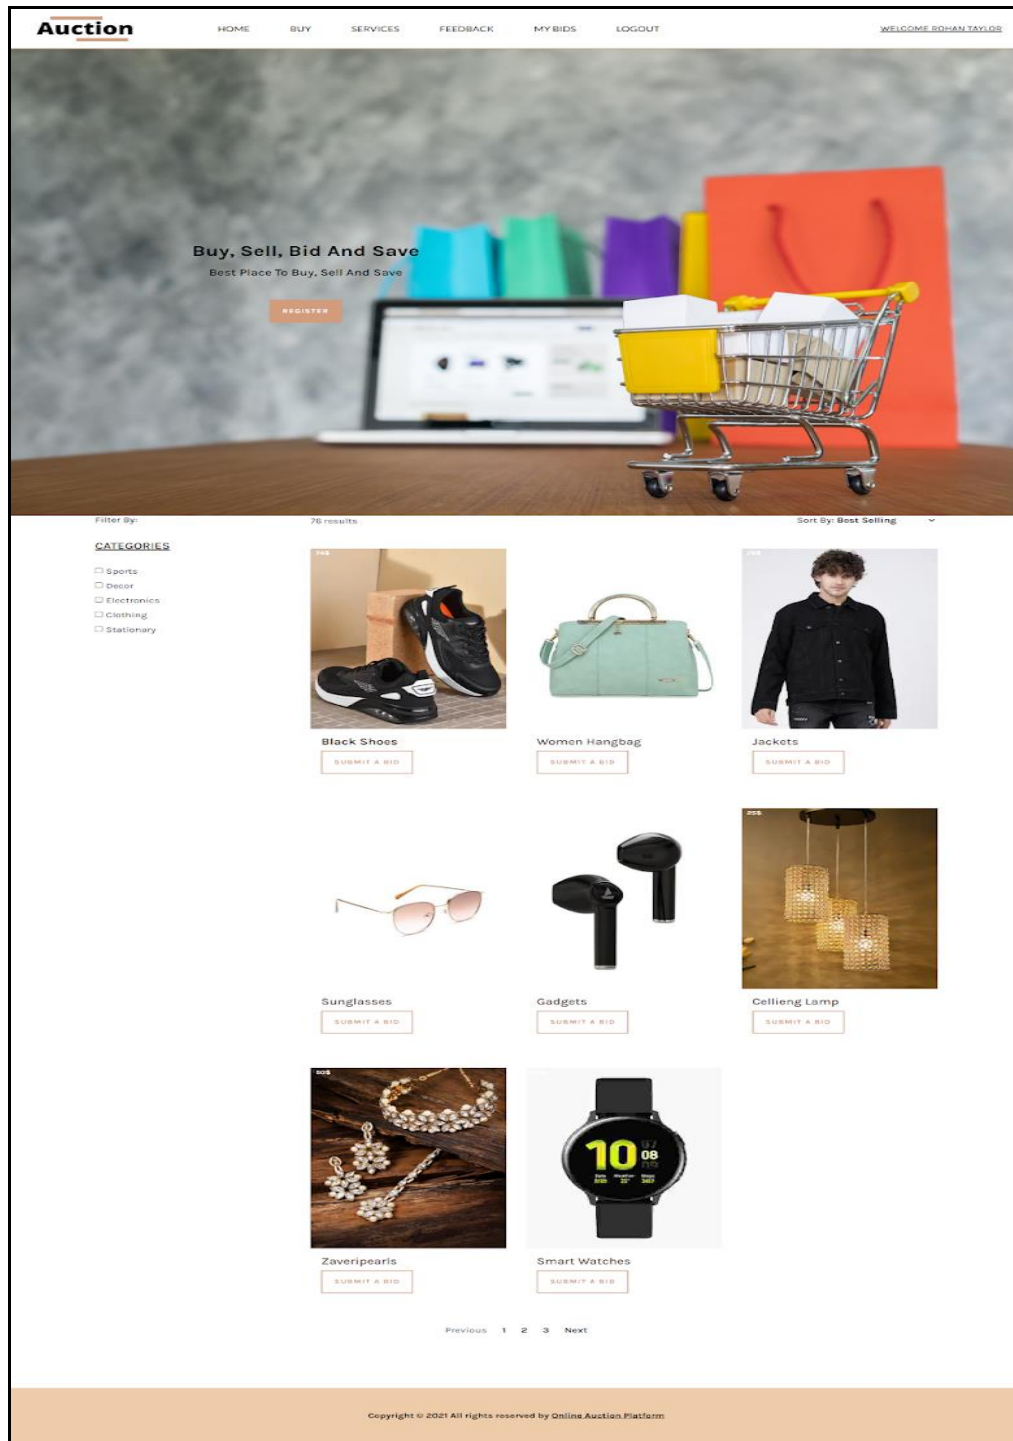 Auction
HOME BUY SERVICES FEEDBACK MY BIDS LOGOUT WELCOME ROHAN TAYLOR
Buy, Sell, Bid And Save
Best Place To Buy, Sell And Save
REGISTER
Filter By:
76 results
Sort By: Best Selling
CATEGORIES
Sports
Decor
Electronics
Clothing
Stationary
Black Shoes
SUBMIT A BID
Women Hangbag
SUBMIT A BID
Jackets
SUBMIT A BID
Sunglasses
SUBMIT A BID
Gadgets
SUBMIT A BID
Cellieng Lamp
SUBMIT A BID
Zaveripearls
SUBMIT A BID
10
08
Smart Watches
SUBMIT A BID
Previous 1 2 3 Next
Copyright © 2021 All rights reserved by Online Auction Platform